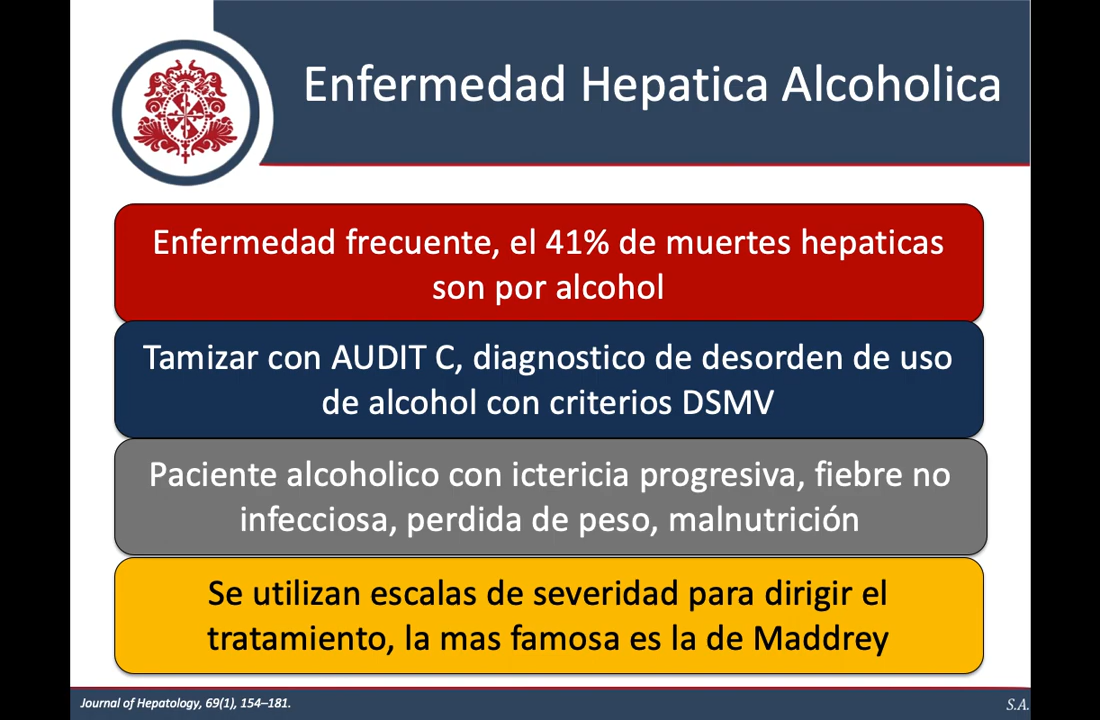 Enfermedad Hepatica Alcoholica
Enfermedad frecuente, el 41% de muertes hepaticas
son por alcohol
Tamizar con AUDIT C, diagnostico de desorden de uso
de alcohol con criterios DSMV
Paciente alcoholico con ictericia progresiva, fiebre no
infecciosa, perdida de peso, malnutrición
Se utilizan escalas de severidad para dirigir el
tratamiento, la mas famosa es la de Maddrey
Journal of Hepatology, 69(1), 154–181.
S.A.